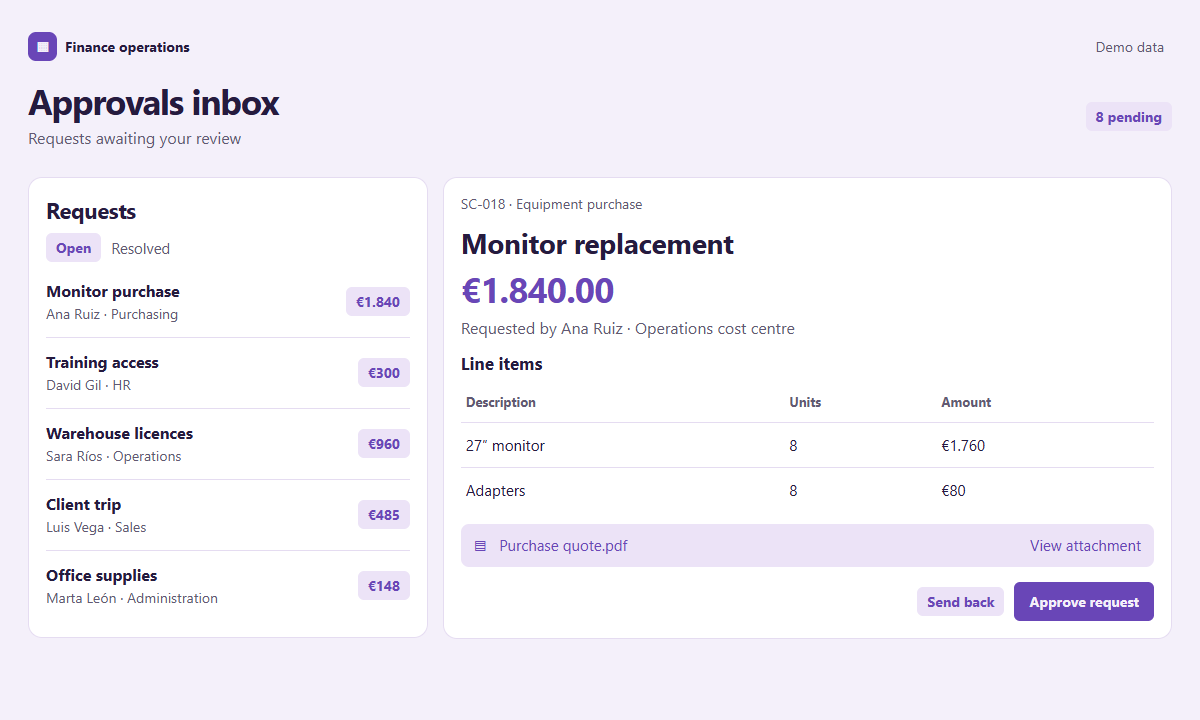 Finance operations
Demo data
Approvals inbox
Requests awaiting your review
8 pending
Requests
Open
Resolved
Monitor purchase
Ana Ruiz · Purchasing
€1.840
Training access
David Gil · HR
€300
Warehouse licences
Sara Ríos · Operations
€960
Client trip
Luis Vega · Sales
€485
Office supplies
Marta León · Administration
€148
SC-018 · Equipment purchase
Monitor replacement
€1.840.00
Requested by Ana Ruiz · Operations cost centre
Line items
Description Units Amount
27″ monitor 8 €1.760
Adapters 8 €80
Purchase quote.pdf
View attachment
Send back
Approve request